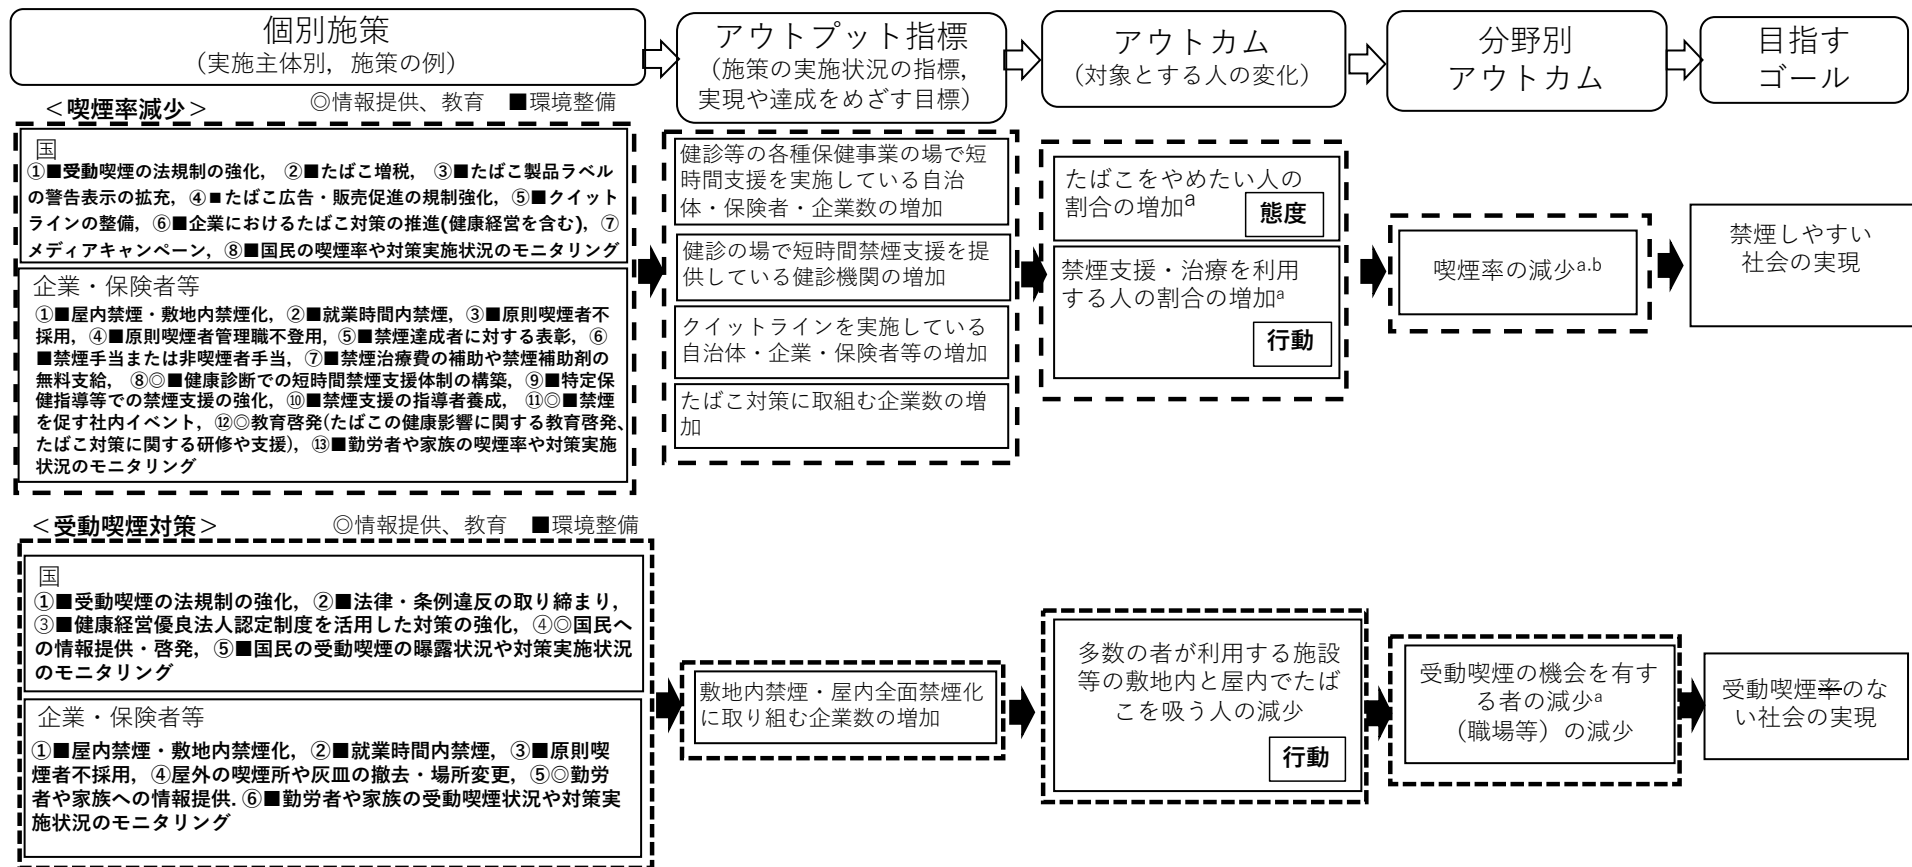 個別施策
(実施主体別，施策の例)
アウトプット指標
(施策の実施状況の指標,
実現や達成をめざす目標)
アウトカム
(対象とする人の変化)
分野別
アウトカム
目指す
ゴール
＜喫煙率減少＞ ◎情報提供、教育 ■環境整備
国
①■受動喫煙の法規制の強化，②■たばこ増税，③■たばこ製品ラベル
の警告表示の拡充，④■たばこ広告・販売促進の規制強化，⑤■クイット
ラインの整備，⑥■企業におけるたばこ対策の推進(健康経営を含む)，⑦
メディアキャンペーン，⑧■国民の喫煙率や対策実施状況のモニタリング
企業・保険者等
①■屋内禁煙・敷地内禁煙化，②■就業時間内禁煙，③■原則喫煙者不
採用，④■原則喫煙者管理職不登用，⑤■禁煙達成者に対する表彰，⑥
■禁煙手当または非喫煙者手当，⑦■禁煙治療費の補助や禁煙補助剤の
無料支給，⑧◎■健康診断での短時間禁煙支援体制の構築，⑨■特定保
健指導等での禁煙支援の強化，⑩■禁煙支援の指導者養成，⑪◎■禁煙
を促す社内イベント，⑫◎教育啓発(たばこの健康影響に関する教育啓発、
たばこ対策に関する研修や支援)，⑬■勤労者や家族の喫煙率や対策実施
状況のモニタリング
健診等の各種保健事業の場で短
時間支援を実施している自治
体・保険者・企業数の増加
健診の場で短時間禁煙支援を提
供している健診機関の増加
クイットラインを実施している
自治体・企業・保険者等の増加
たばこ対策に取組む企業数の増
加
たばこをやめたい人の
割合の増加a
態度
禁煙支援・治療を利用
する人の割合の増加a
行動
喫煙率の減少a.b
禁煙しやすい
社会の実現
＜受動喫煙対策＞ ◎情報提供、教育 ■環境整備
国
①■受動喫煙の法規制の強化，②■法律・条例違反の取り締まり，
③■健康経営優良法人認定制度を活用した対策の強化，④◎国民へ
の情報提供・啓発，⑤■国民の受動喫煙の曝露状況や対策実施状況
のモニタリング
企業・保険者等
①■屋内禁煙・敷地内禁煙化，②■就業時間内禁煙，③■原則喫
煙者不採用，④屋外の喫煙所や灰皿の撤去・場所変更，⑤◎勤労
者や家族への情報提供. ⑥■勤労者や家族の受動喫煙状況や対策実
施状況のモニタリング
敷地内禁煙・屋内全面禁煙化
に取り組む企業数の増加
多数の者が利用する施設
等の敷地内と屋内でたば
こを吸う人の減少
行動
受動喫煙の機会を有す
る者の減少a
（職場等）の減少
受動喫煙率のな
い社会の実現